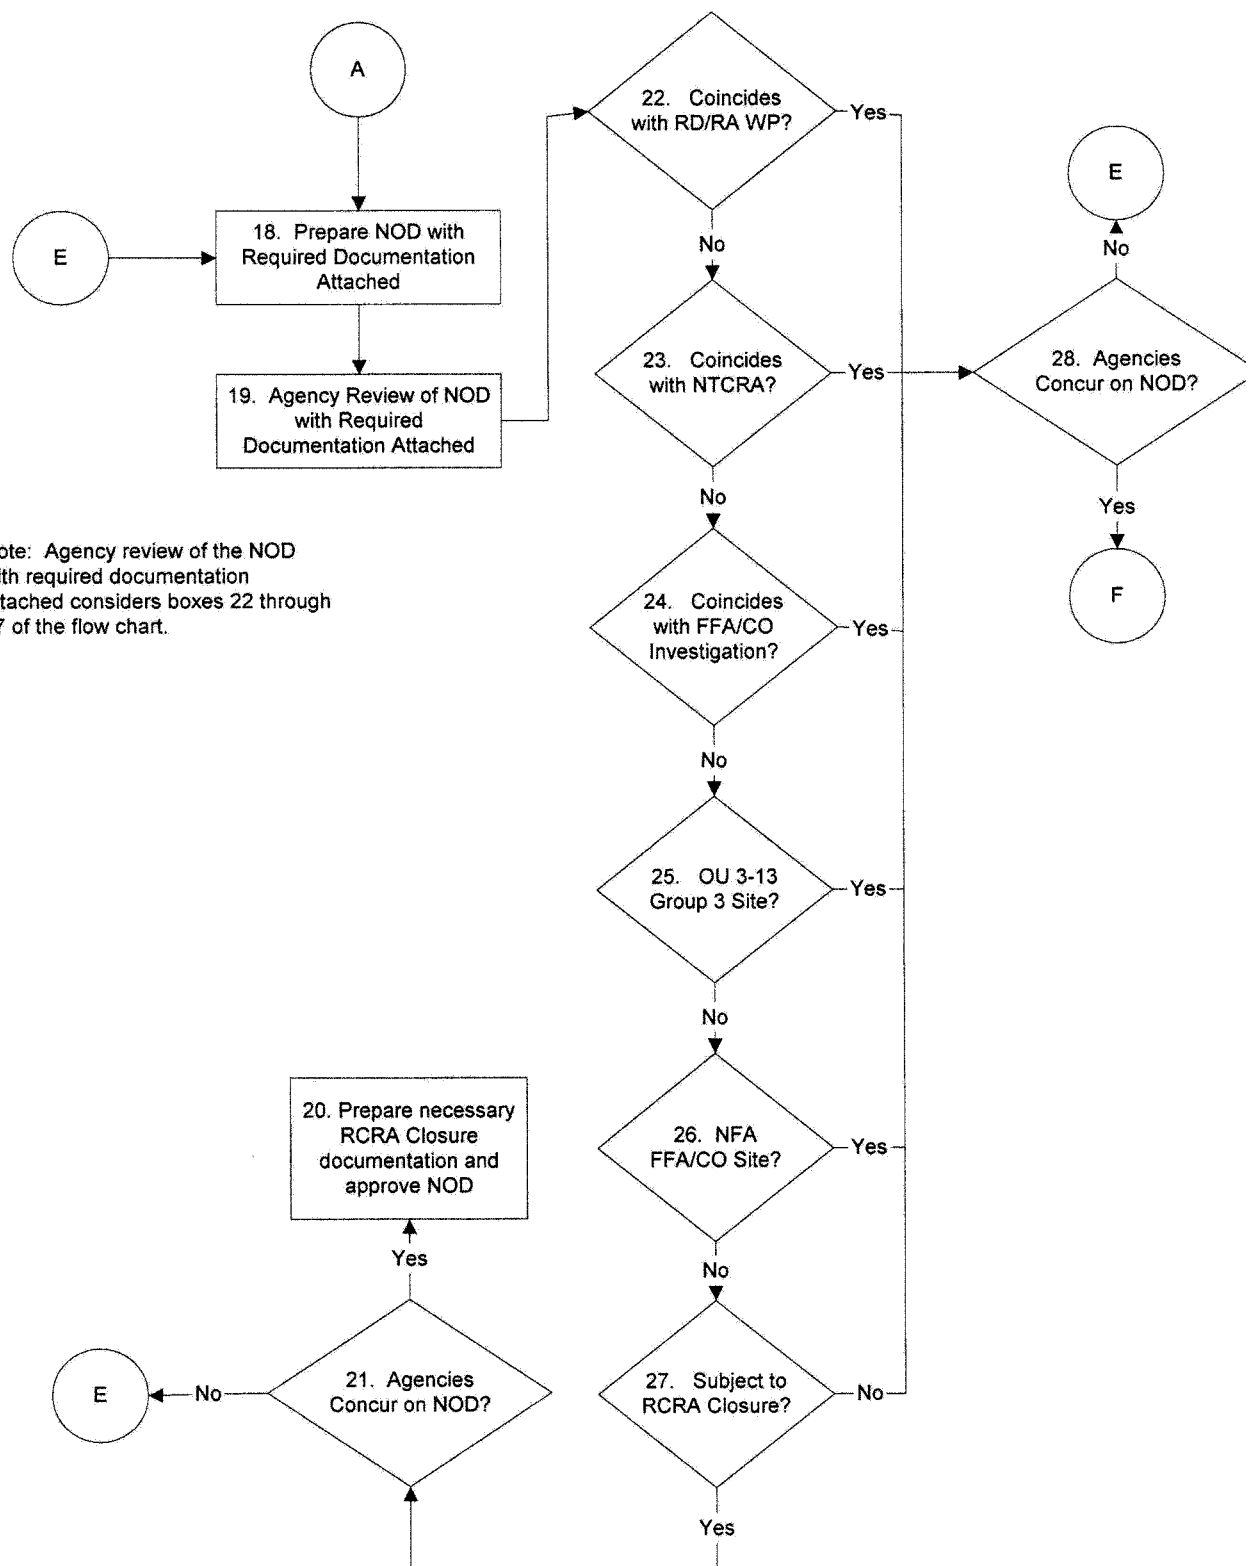 A
E
18. Prepare NOD with
Required Documentation
Attached
19. Agency Review of NOD
with Required
Documentation Attached
ote: Agency review of the NOD
ith required documentation
tached considers boxes 22 through
7 of the flow chart.
22. Coincides
with RD/RA WP?
Yes
No
23. Coincides
with NTCRA?
Yes
No
24. Coincides
with FFA/CO
Investigation?
Yes
No
25. OU 3-13
Group 3 Site?
Yes
No
26. NFA
FFA/CO Site?
Yes
No
27. Subject to
RCRA Closure?
No
Yes
E
No
28. Agencies
Concur on NOD?
Yes
F
20. Prepare necessary
RCRA Closure
documentation and
approve NOD
Yes
21. Agencies
Concur on NOD?
No
E